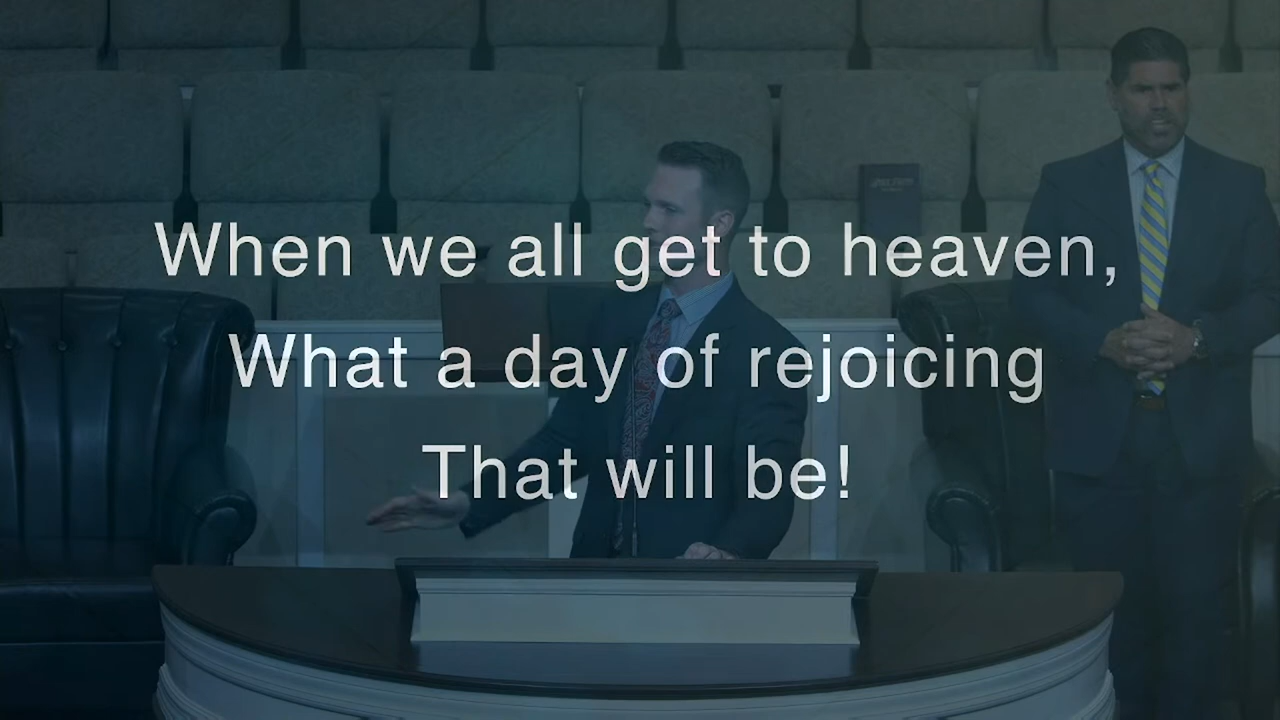 When we all get to heaven,
What a day of rejoicing
That will be!